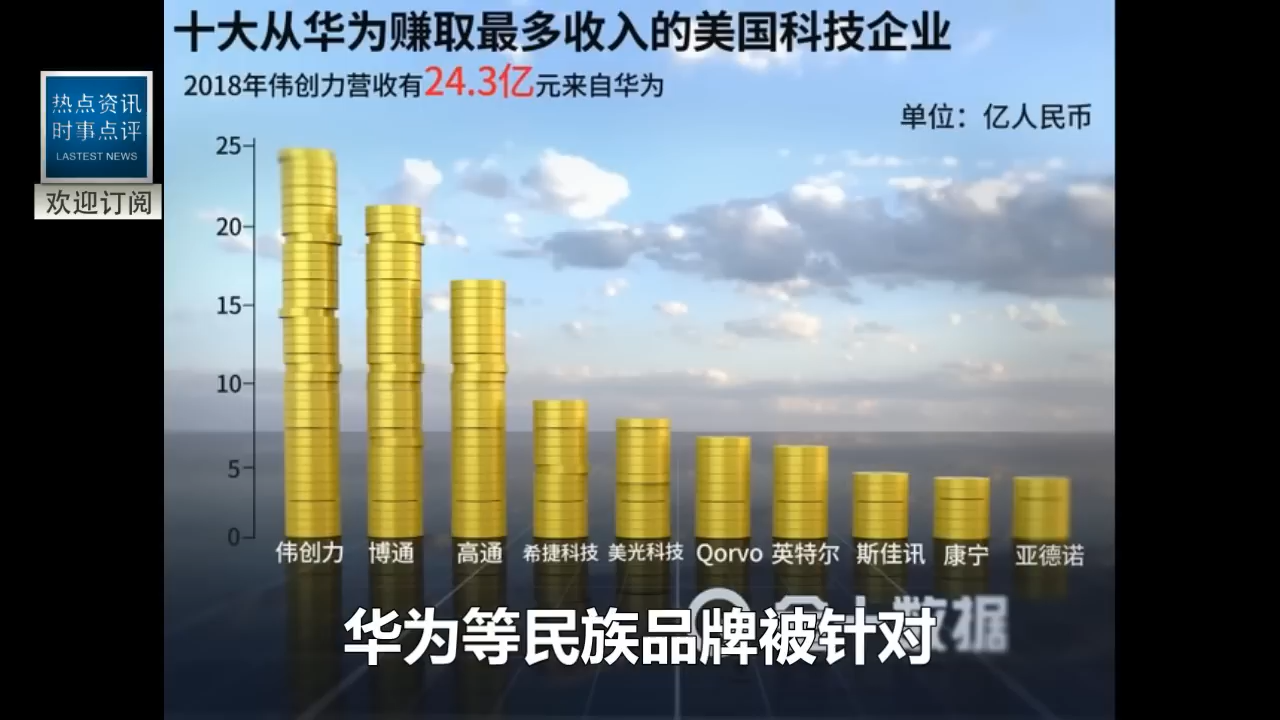 十大从华为赚取最多收入的美国科技企业
2018年伟创力营收有24.3亿元来自华为
单位：亿人民币
热点资讯
时事点评
LASTEST NEWS
欢迎订阅
25
20
15
10
5
0
伟创力 博通 高通 希捷科技 美光科技 Qorvo 英特尔 斯佳讯 康宁 亚德诺
数据
华为等民族品牌被针对